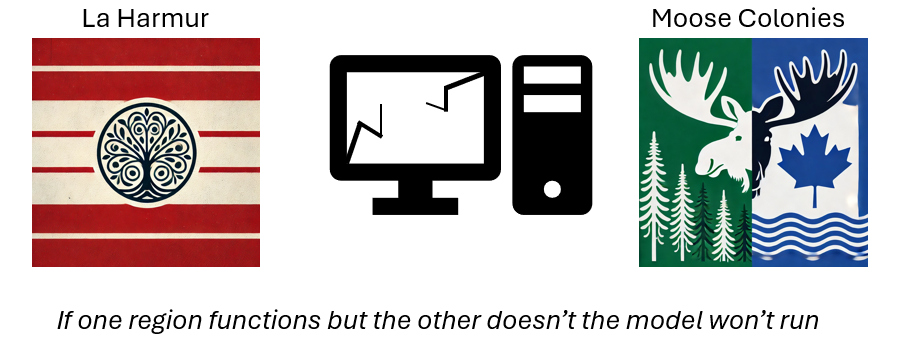 La Harmur
Moose Colonies
If one region functions but the other doesn't the model won't run